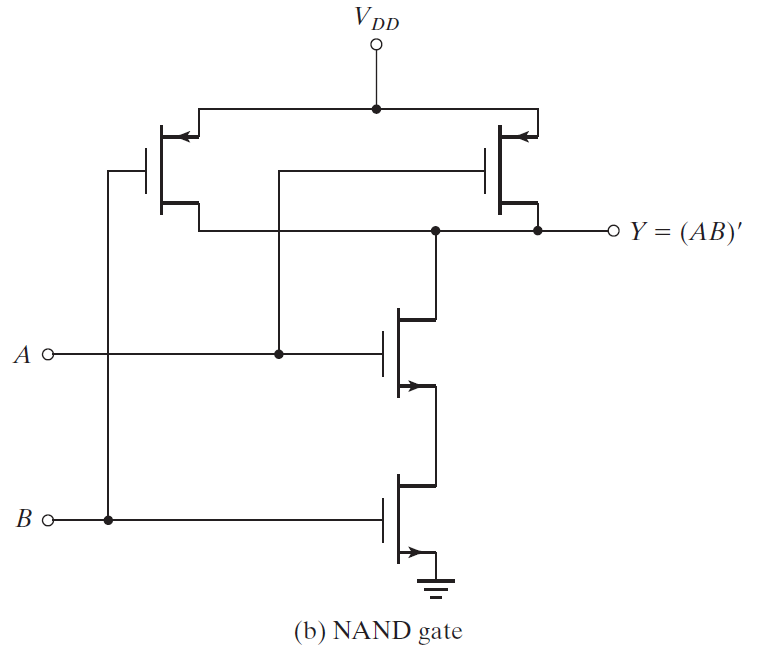 V_DD
Y = (AB)′
A
B
(b) NAND gate